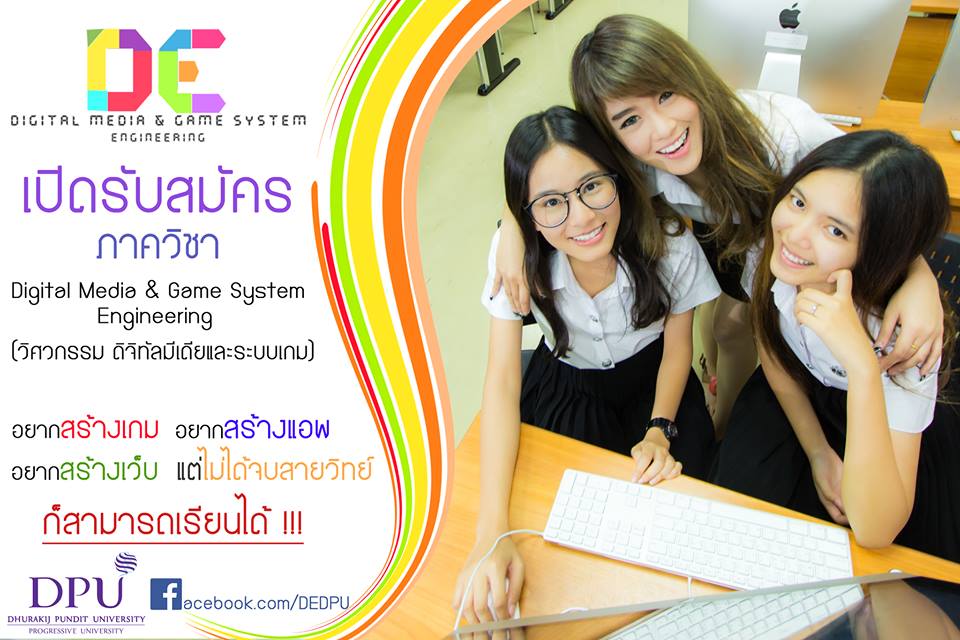 DE
DIGITAL MEDIA & GAME SYSTEM
ENGINEERING
เปิดรับสมัคร
ภาควิชา
Digital Media & Game System
Engineering
(วิศวกรรม ดิจิทัลมีเดียและระบบเกม)
อยากสร้างเกม อยากสร้างแอพ
อยากสร้างเว็บ แต่ไม่ได้จบสายวิทย์
ก็สามารถเรียนได้ !!!
DPU
DHURAKIJ PUNDIT UNIVERSITY
PROGRESSIVE UNIVERSITY
facebook.com/DEDPU